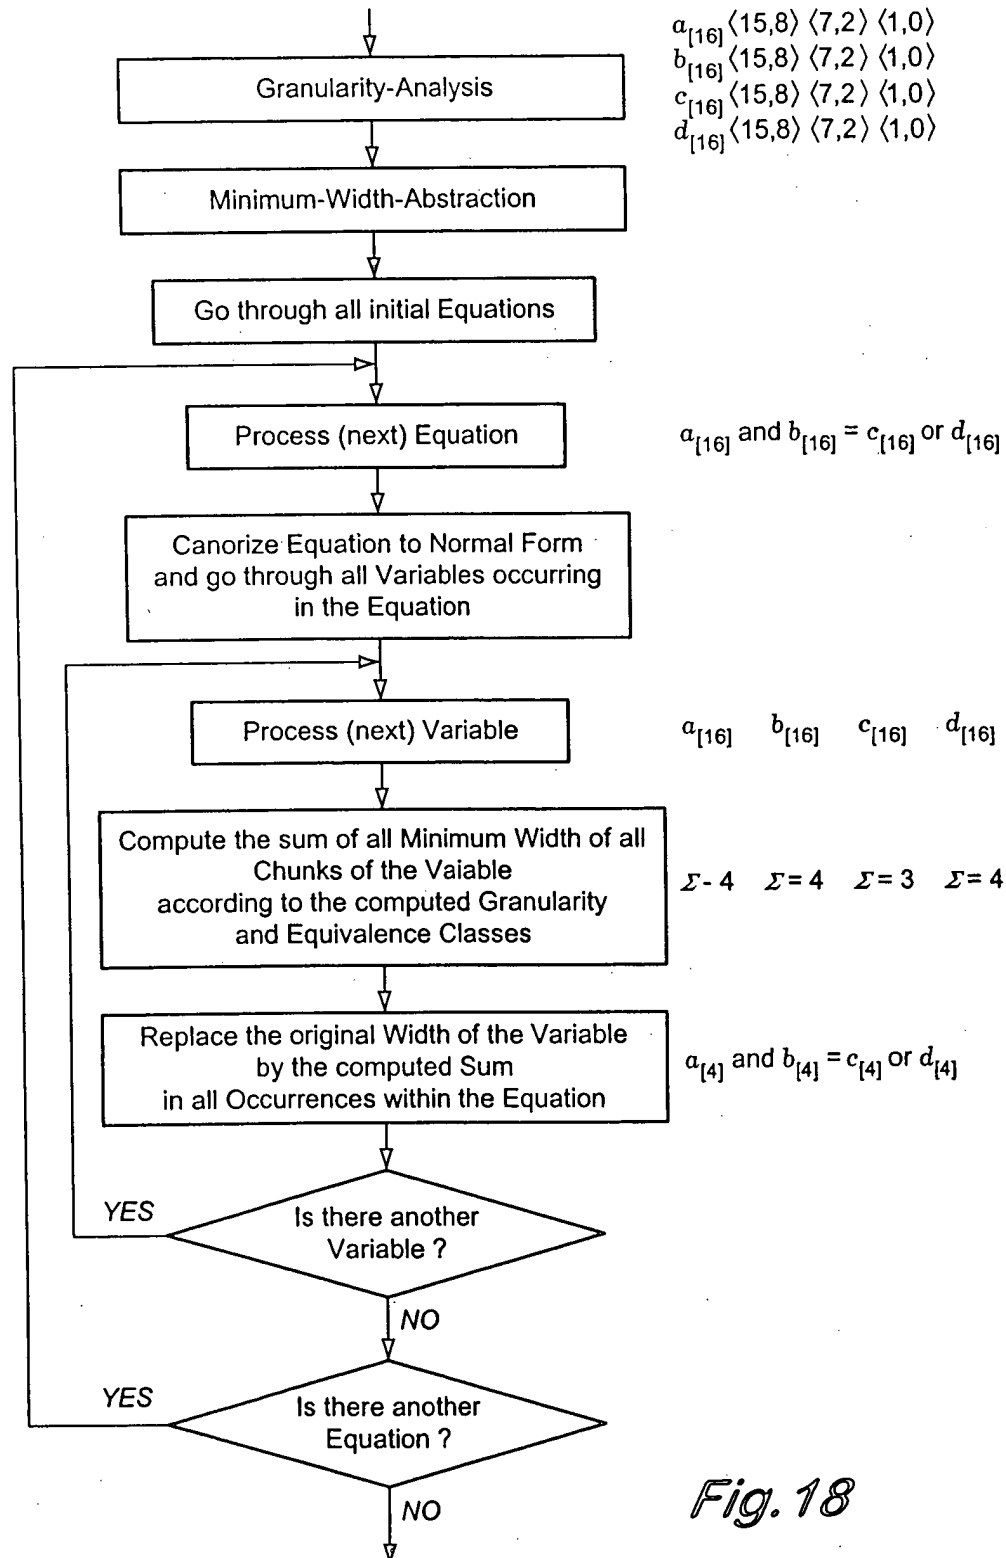 a[16]⟨15,8⟩ ⟨7,2⟩ ⟨1,0⟩
b[16]⟨15,8⟩ ⟨7,2⟩ ⟨1,0⟩
c[16]⟨15,8⟩ ⟨7,2⟩ ⟨1,0⟩
d[16]⟨15,8⟩ ⟨7,2⟩ ⟨1,0⟩
Granularity-Analysis
Minimum-Width-Abstraction
Go through all initial Equations
Process (next) Equation
a[16] and b[16] = c[16] or d[16]
Canorize Equation to Normal Form
and go through all Variables occurring
in the Equation
Process (next) Variable
a[16] b[16] c[16] d[16]
Compute the sum of all Minimum Width of all
Chunks of the Vaiable
according to the computed Granularity
and Equivalence Classes
Σ- 4 Σ= 4 Σ= 3 Σ= 4
Replace the original Width of the Variable
by the computed Sum
in all Occurrences within the Equation
a[4] and b[4] = c[4] or d[4]
Is there another
Variable ?
YES
NO
Is there another
Equation ?
YES
NO
Fig. 18